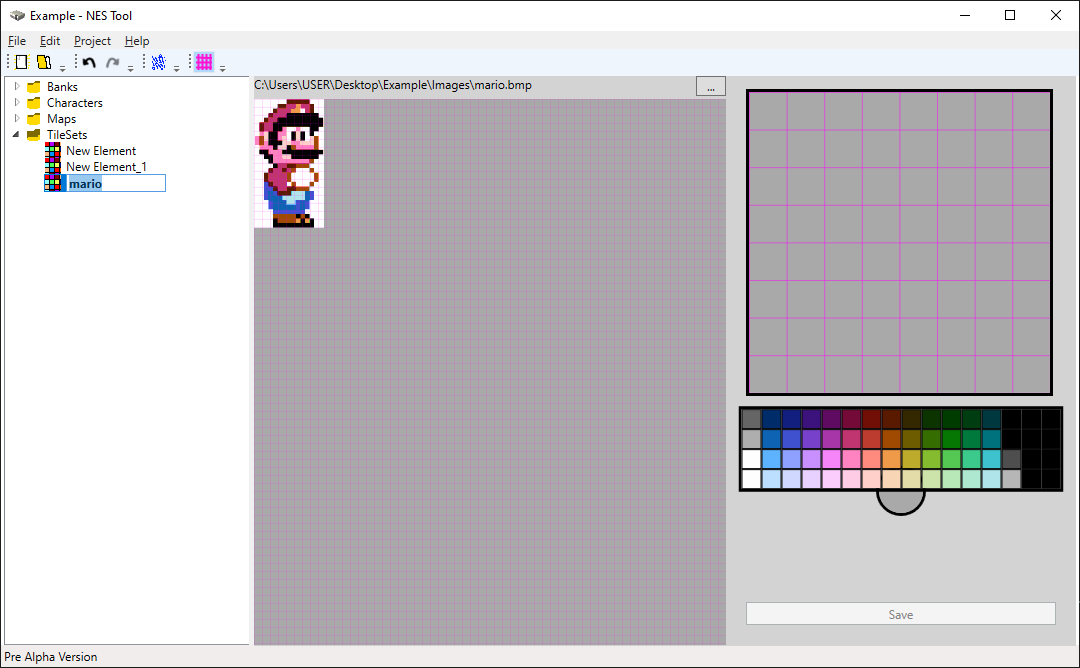 Example - NES Tool
File Edit Project Help
C:\Users\USER\Desktop\Example\Images\mario.bmp
...
Banks
Characters
Maps
TileSets
New Element
New Element_1
mario
Save
Pre Alpha Version